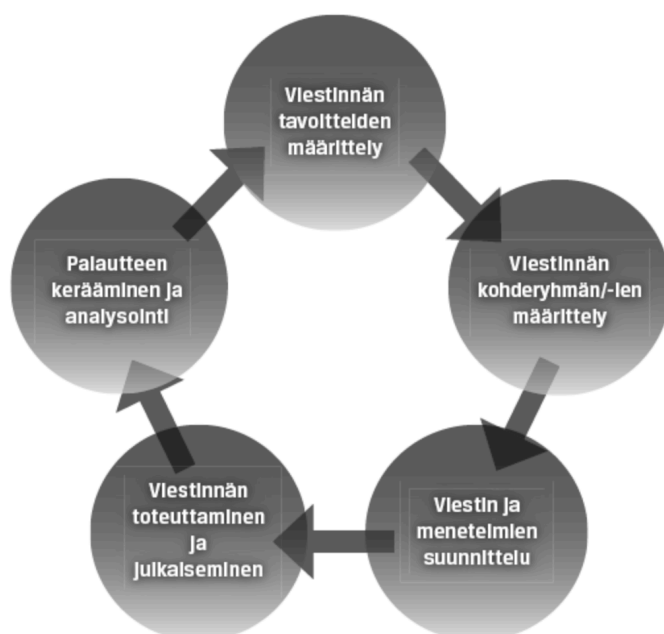 Viestinnän
tavoitteiden
määrittely
Viestinnän
kohderyhmän/-ien
määrittely
Viestin ja
menetelmien
suunnittelu
Viestinnän
toteuttaminen
ja
julkaiseminen
Palautteen
kerääminen ja
analysointi